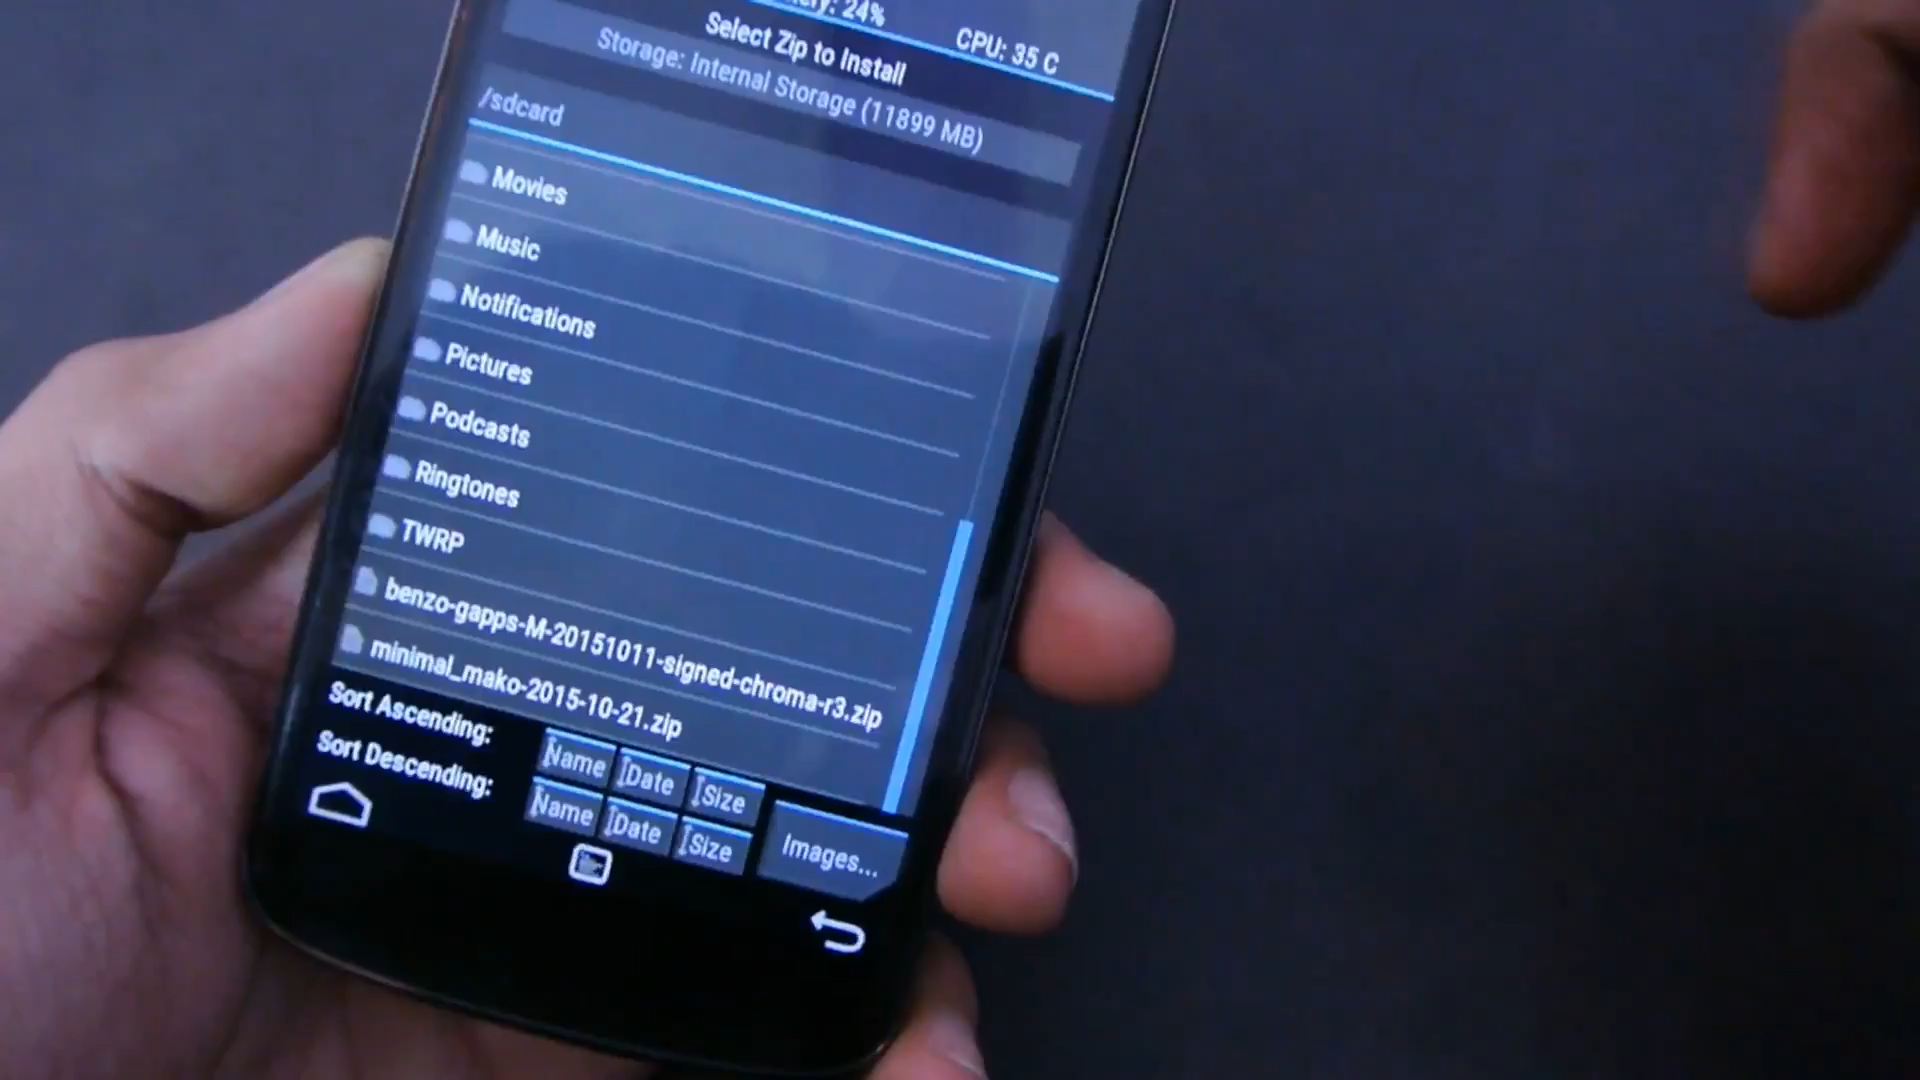 24%
CPU: 35 C
Select Zip to Install
Storage: Internal Storage (11899 MB)
/sdcard
Movies
Music
Notifications
Pictures
Podcasts
Ringtones
TWRP
benzo-gapps-M-20151011-signed-chroma-r3.zip
minimal_mako-2015-10-21.zip
Sort Ascending: Name Date Size
Sort Descending: Name Date Size
Images...